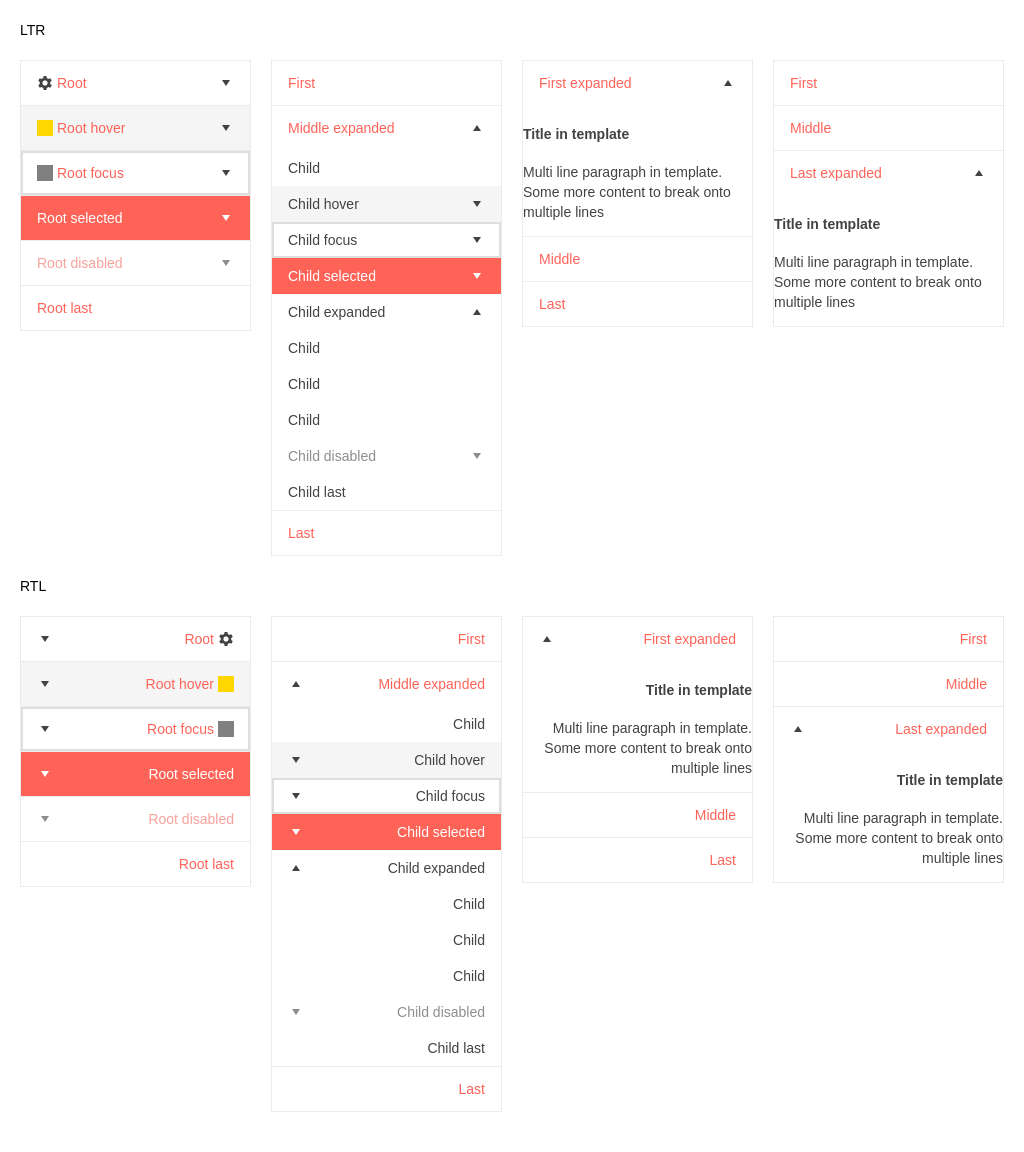 LTR
Root
Root hover
Root focus
Root selected
Root disabled
Root last
First
Middle expanded
Child
Child hover
Child focus
Child selected
Child expanded
Child
Child
Child
Child disabled
Child last
Last
First expanded
Title in template
Multi line paragraph in template.
Some more content to break onto
multiple lines
Middle
Last
First
Middle
Last expanded
Title in template
Multi line paragraph in template.
Some more content to break onto
multiple lines
RTL
Root
Root hover
Root focus
Root selected
Root disabled
Root last
First
Middle expanded
Child
Child hover
Child focus
Child selected
Child expanded
Child
Child
Child
Child disabled
Child last
Last
First expanded
Title in template
Multi line paragraph in template.
Some more content to break onto
multiple lines
Middle
Last
First
Middle
Last expanded
Title in template
Multi line paragraph in template.
Some more content to break onto
multiple lines